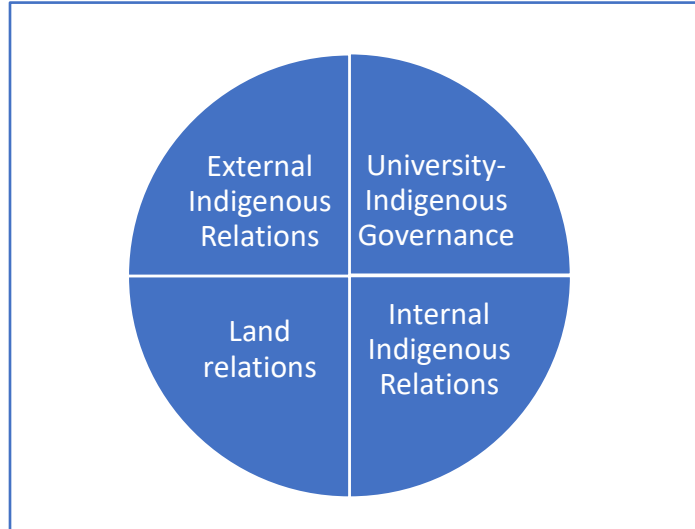 External
Indigenous
Relations
University-
Indigenous
Governance
Land
relations
Internal
Indigenous
Relations